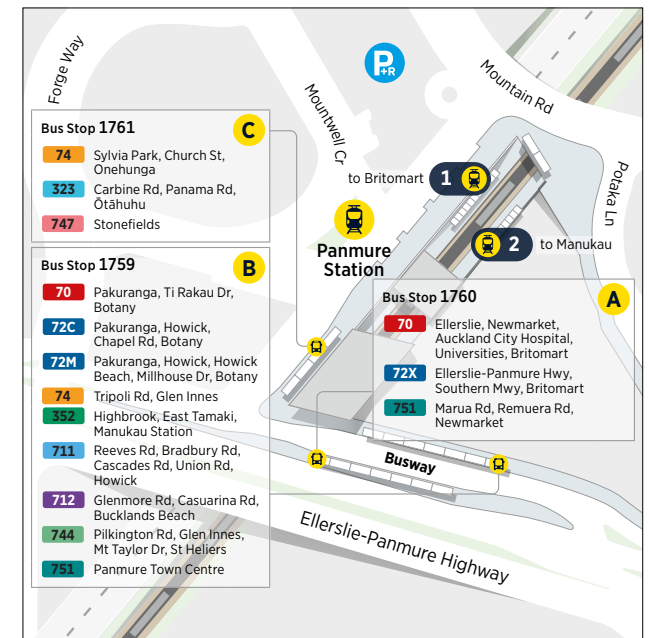 Forge Way
Mountwell Cr
P+R
Mountain Rd
Potaka Ln
to Britomart 1
2 to Manukau
Panmure
Station
Bus Stop 1761 C
74 Sylvia Park, Church St,
Onehunga
323 Carbine Rd, Panama Rd,
Ōtāhuhu
747 Stonefields
Bus Stop 1759 B
70 Pakuranga, Ti Rakau Dr,
Botany
72C Pakuranga, Howick,
Chapel Rd, Botany
72M Pakuranga, Howick, Howick
Beach, Millhouse Dr, Botany
74 Tripoli Rd, Glen Innes
352 Highbrook, East Tamaki,
Manukau Station
711 Reeves Rd, Bradbury Rd,
Cascades Rd, Union Rd,
Howick
712 Glenmore Rd, Casuarina Rd,
Bucklands Beach
744 Pilkington Rd, Glen Innes,
Mt Taylor Dr, St Heliers
751 Panmure Town Centre
Bus Stop 1760 A
70 Ellerslie, Newmarket,
Auckland City Hospital,
Universities, Britomart
72X Ellerslie-Panmure Hwy,
Southern Mwy, Britomart
751 Marua Rd, Remuera Rd,
Newmarket
Busway
Ellerslie-Panmure Highway